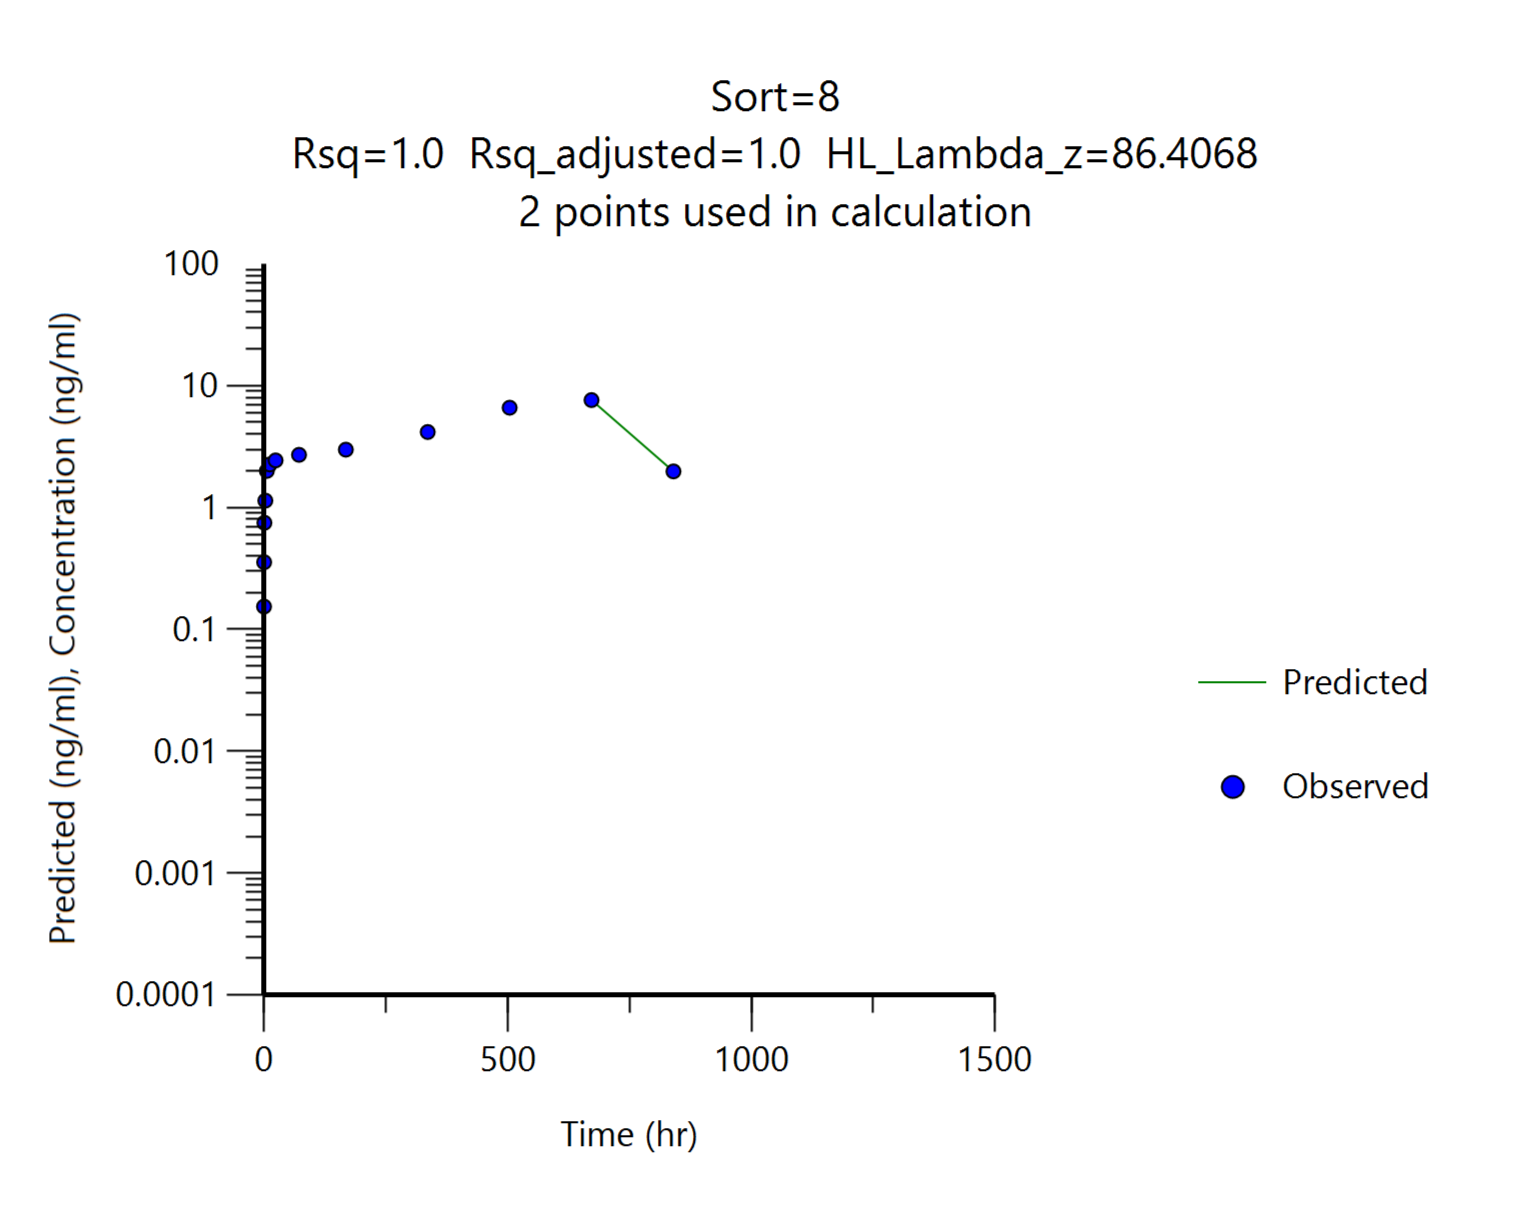 Sort=8
Rsq=1.0  Rsq_adjusted=1.0  HL_Lambda_z=86.4068
2 points used in calculation
Predicted (ng/ml), Concentration (ng/ml)
100
10
1
0.1
0.01
0.001
0.0001
0 500 1000 1500
Time (hr)
Predicted
Observed